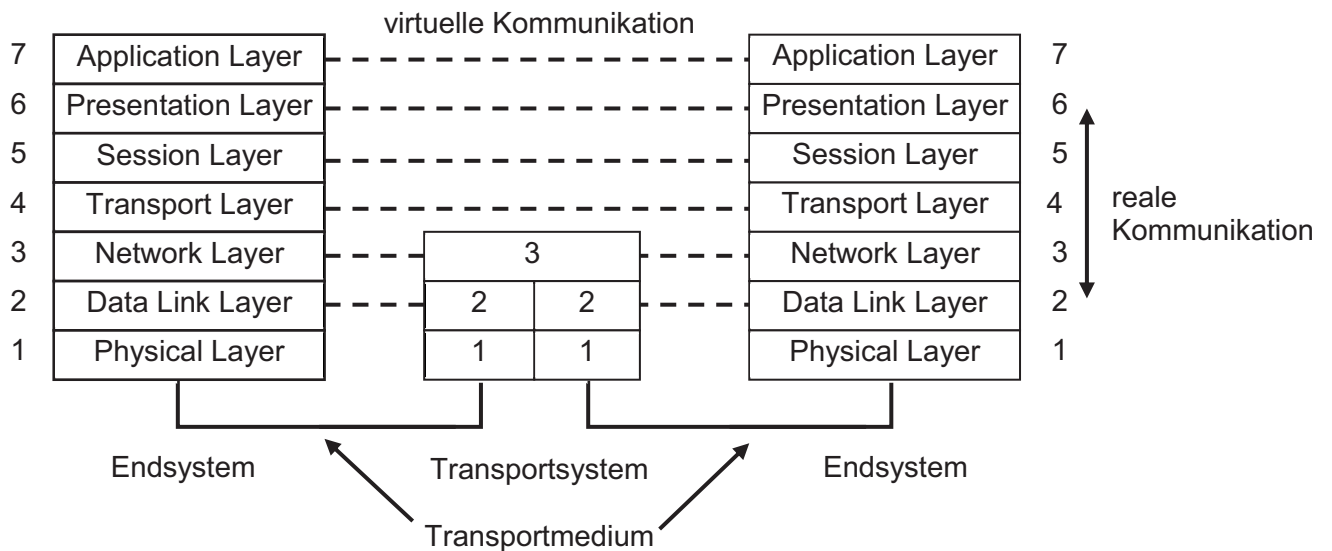 virtuelle Kommunikation
7 Application Layer Application Layer 7
6 Presentation Layer Presentation Layer 6
5 Session Layer Session Layer 5
4 Transport Layer Transport Layer 4
reale
Kommunikation
3 Network Layer 3 Network Layer 3
2 Data Link Layer 2 2 Data Link Layer 2
1 Physical Layer 1 1 Physical Layer 1
Endsystem Transportsystem Endsystem
Transportmedium